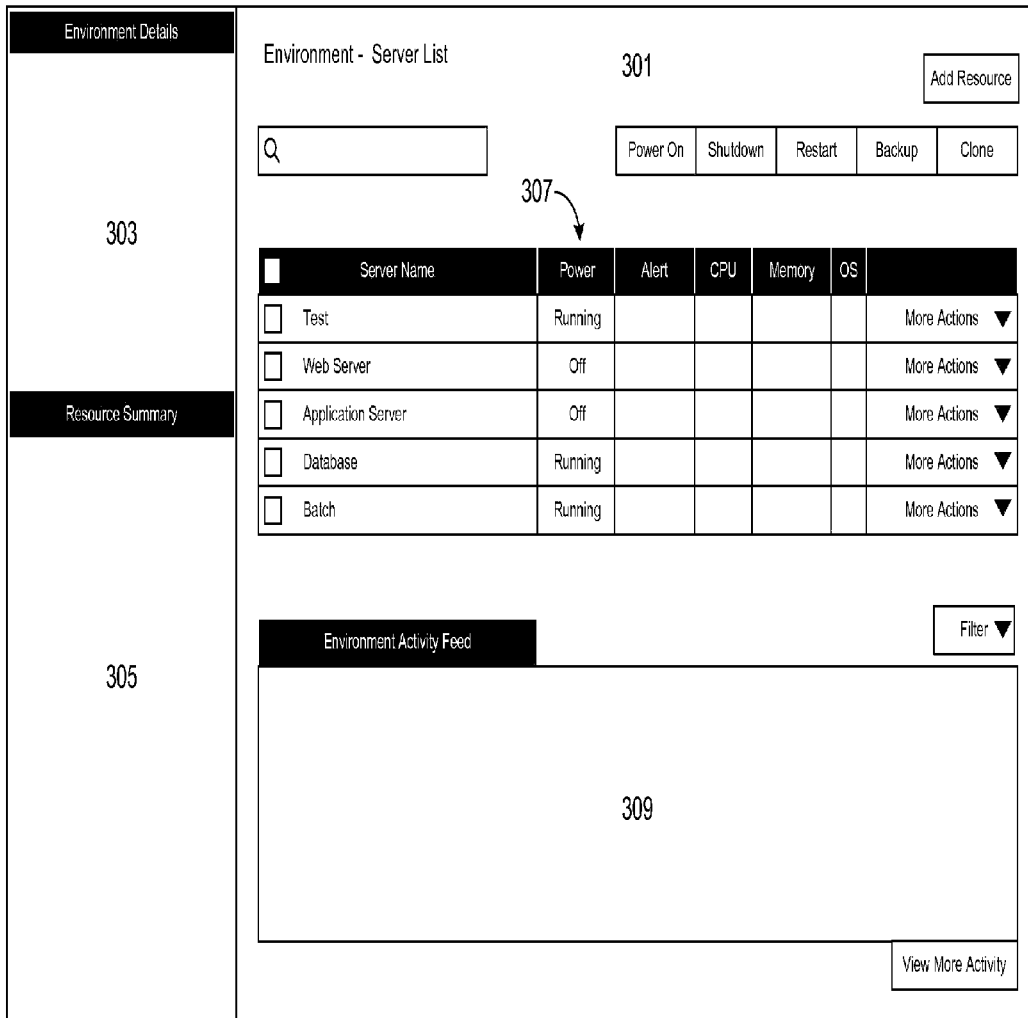 Environment Details
303
Resource Summary
305
Environment - Server List
301
Add Resource
Power On Shutdown Restart Backup Clone
307
Server Name Power Alert CPU Memory OS
Test Running More Actions
Web Server Off More Actions
Application Server Off More Actions
Database Running More Actions
Batch Running More Actions
Environment Activity Feed
Filter
309
View More Activity